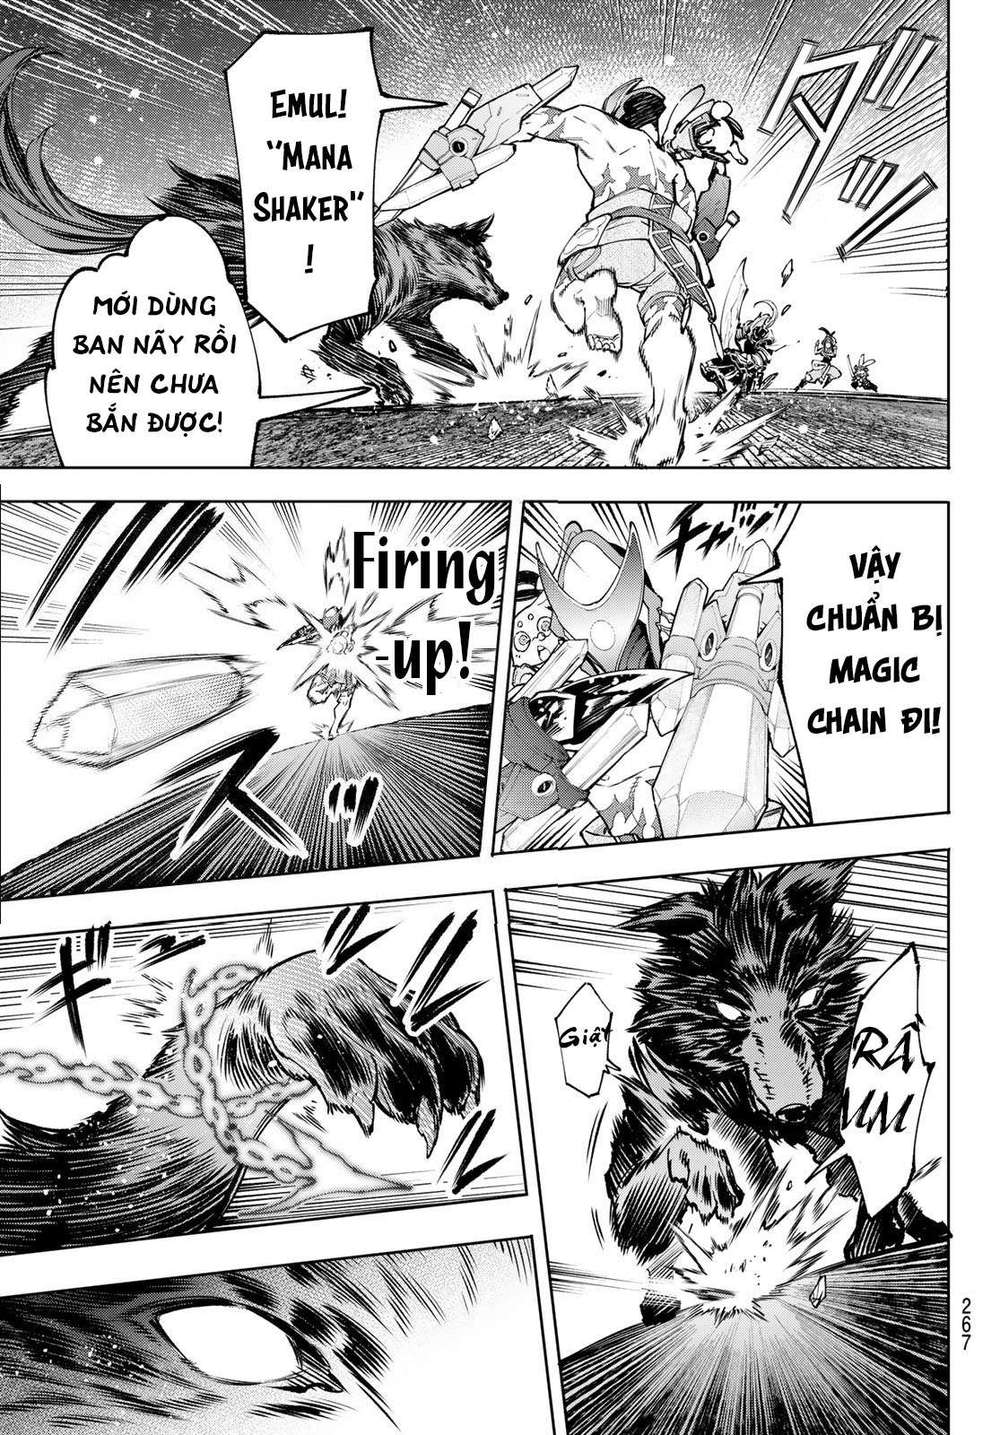 EMUL!
“MANA
SHAKER”
!
MỚI DÙNG
BAN NÃY RỒI
NÊN CHƯA
BẮN ĐƯỢC!
VẬY
CHUẨN BỊ
MAGIC
CHAIN ĐI!
Firing
-up!
RẦ
MM
Giật
267